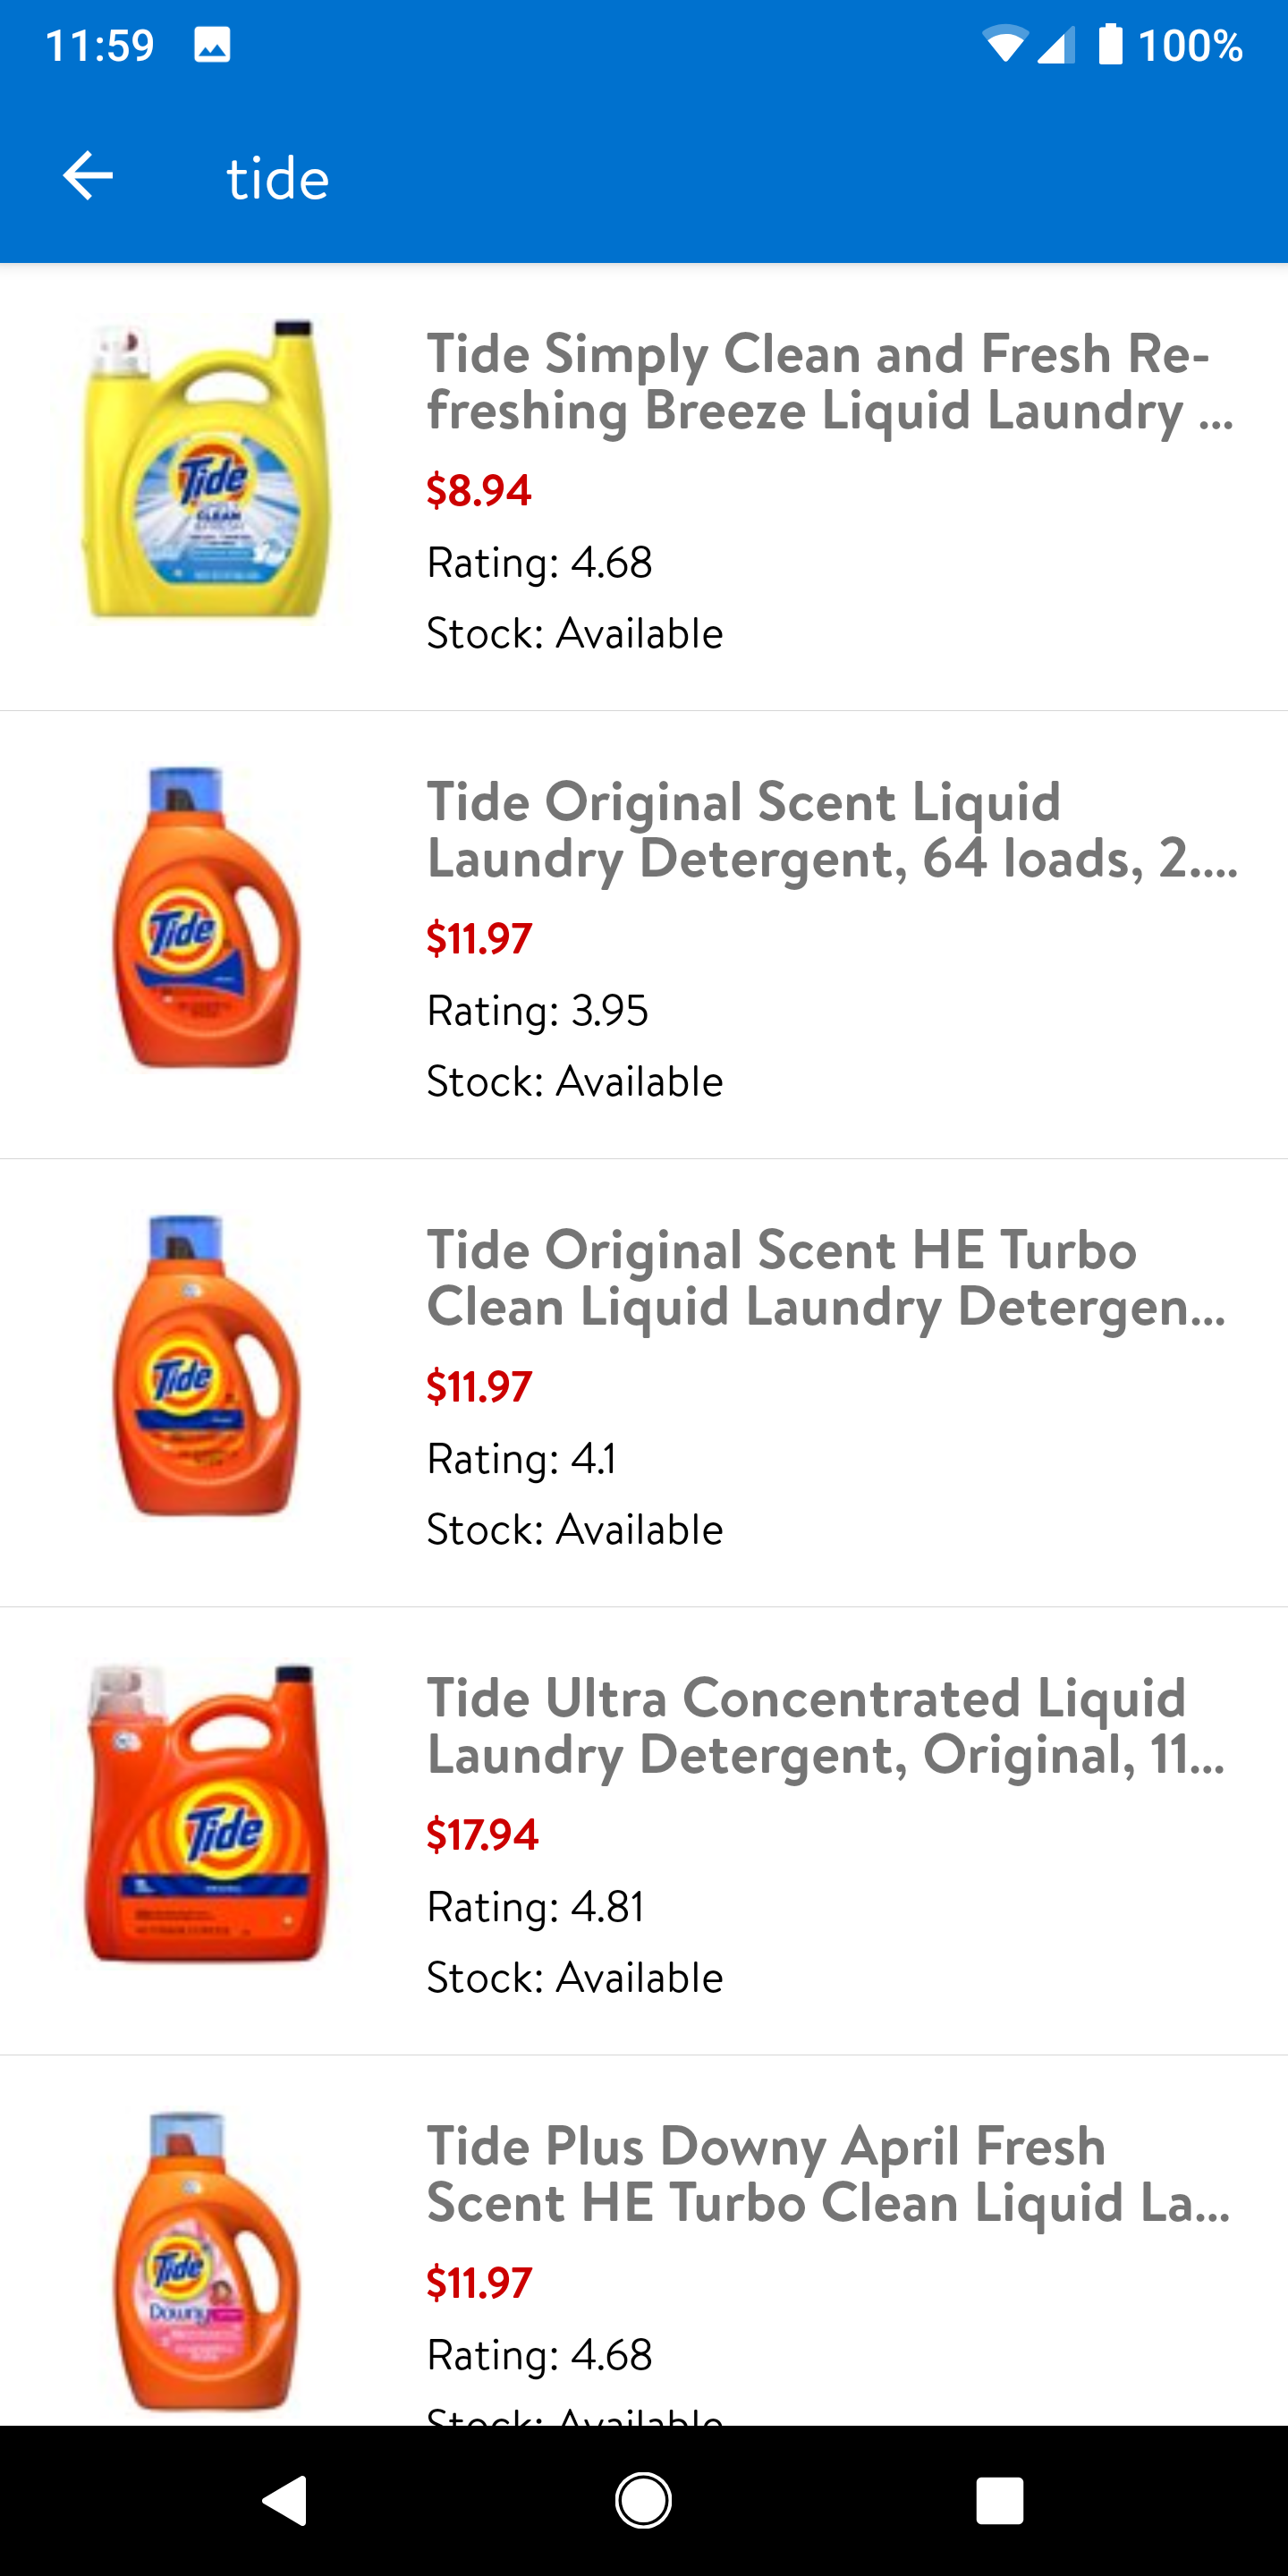 11:59 100%
tide
Tide Simply Clean and Fresh Re-
freshing Breeze Liquid Laundry ...
$8.94
Rating: 4.68
Stock: Available
Tide
CLEAN
Tide Original Scent Liquid
Laundry Detergent, 64 loads, 2....
$11.97
Rating: 3.95
Stock: Available
Tide
Tide Original Scent HE Turbo
Clean Liquid Laundry Detergen...
$11.97
Rating: 4.1
Stock: Available
Tide
Tide Ultra Concentrated Liquid
Laundry Detergent, Original, 11...
$17.94
Rating: 4.81
Stock: Available
Tide
Tide Plus Downy April Fresh
Scent HE Turbo Clean Liquid La...
$11.97
Rating: 4.68
Stock: Available
Tide
Downy